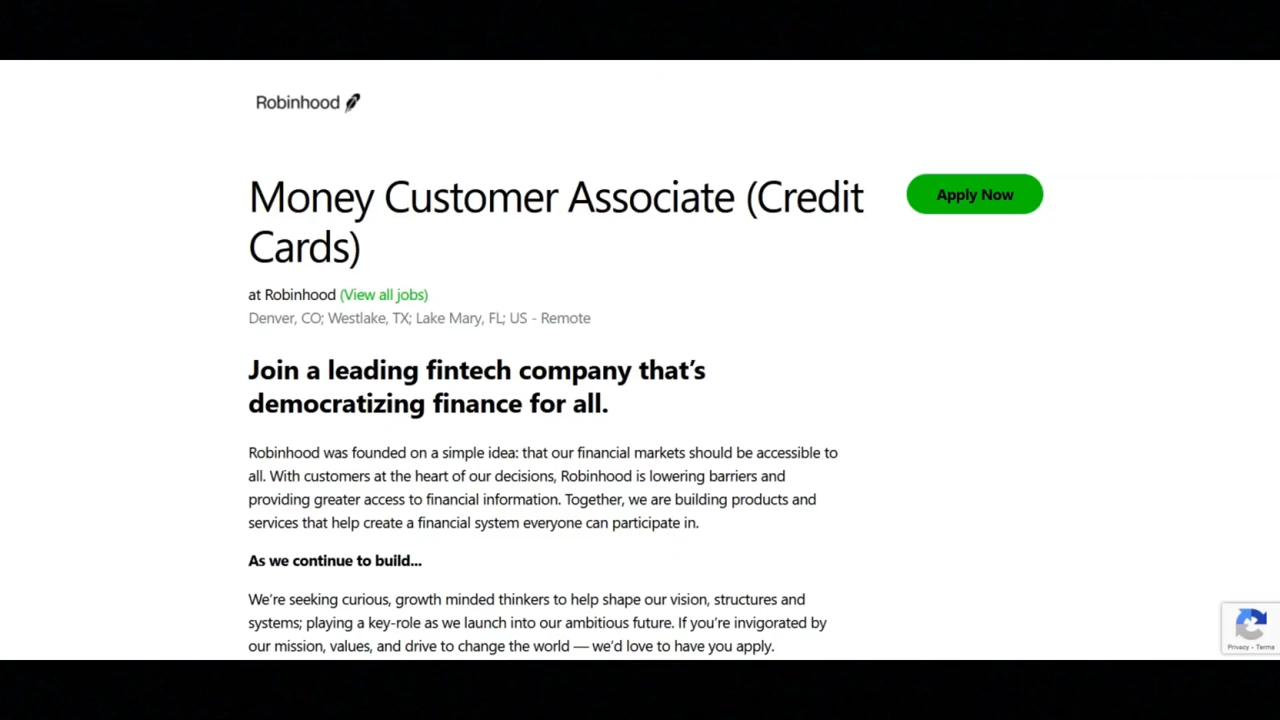 Robinhood
Money Customer Associate (Credit
Cards)
Apply Now
at Robinhood (View all jobs)
Denver, CO; Westlake, TX; Lake Mary, FL; US - Remote
Join a leading fintech company that’s
democratizing finance for all.
Robinhood was founded on a simple idea: that our financial markets should be accessible to
all. With customers at the heart of our decisions, Robinhood is lowering barriers and
providing greater access to financial information. Together, we are building products and
services that help create a financial system everyone can participate in.
As we continue to build...
We’re seeking curious, growth minded thinkers to help shape our vision, structures and
systems; playing a key-role as we launch into our ambitious future. If you’re invigorated by
our mission, values, and drive to change the world — we’d love to have you apply.
Privacy - Terms